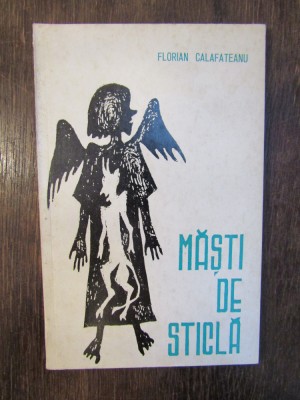 FLORIAN CALAFATEANU
MĂȘTI
DE
STICLĂ